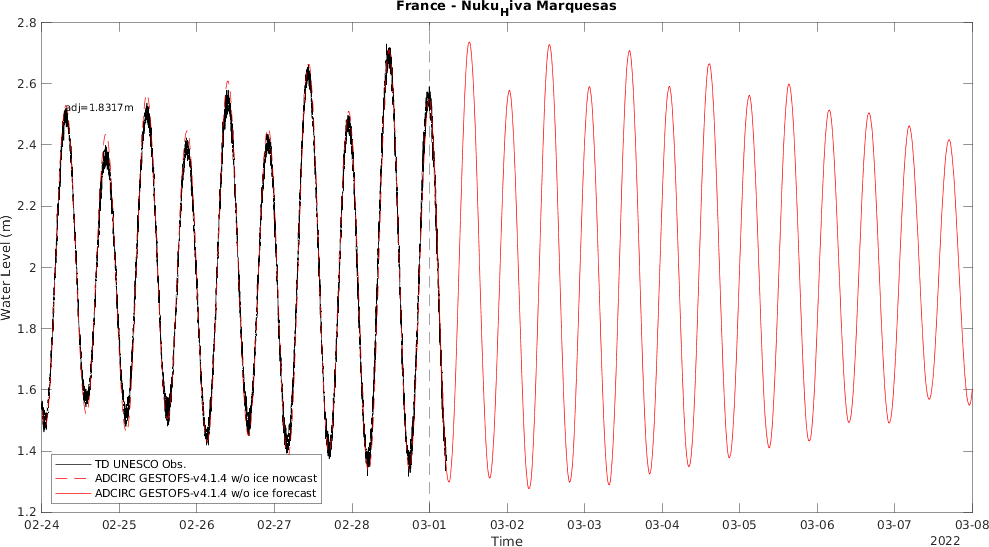 France - Nuku_Hiva Marquesas
2.8
2.6
2.4
2.2
2
1.8
1.6
1.4
1.2
Water Level (m)
adj=1.8317m
TD UNESCO Obs.
ADCIRC GESTOFS-v4.1.4 w/o ice nowcast
ADCIRC GESTOFS-v4.1.4 w/o ice forecast
02-24 02-25 02-26 02-27 02-28 03-01 03-02 03-03 03-04 03-05 03-06 03-07 03-08
Time
2022